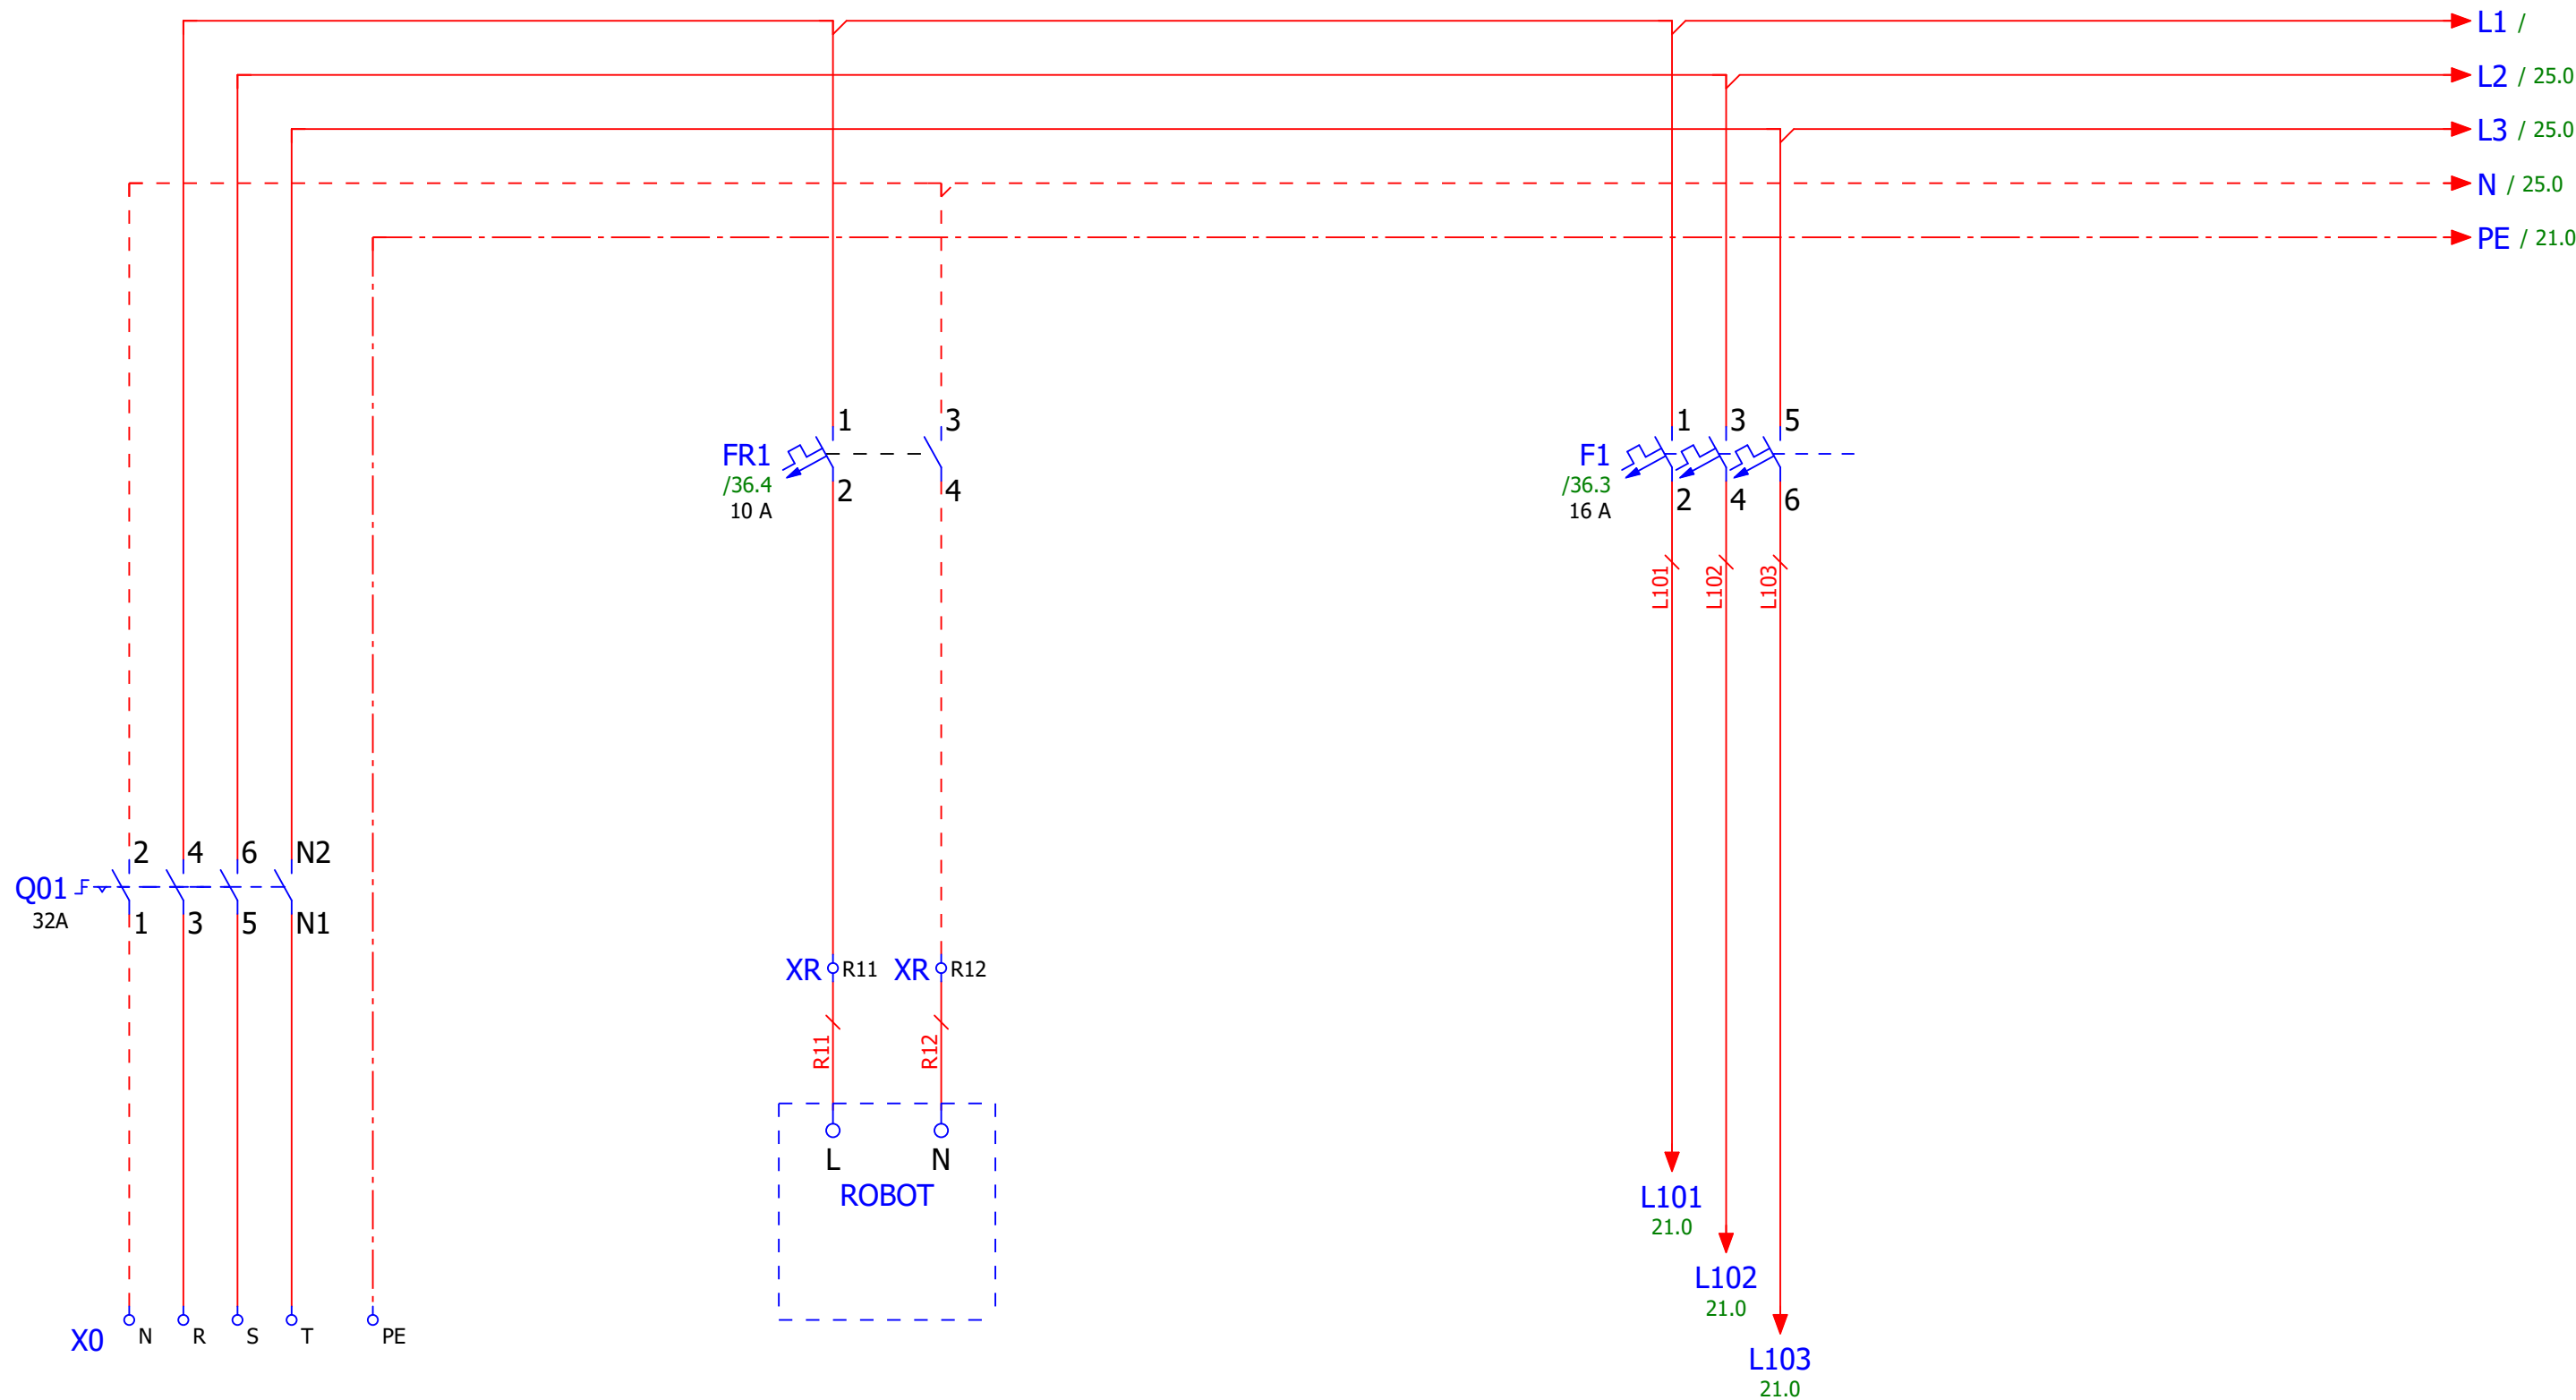 L1 /
L2 / 25.0
L3 / 25.0
N / 25.0
PE / 21.0
1 3
FR1
/36.4
10 A
2 4
1 3 5
F1
/36.3
16 A
2 4 6
L101 L102 L103
2 4 6 N2
Q01
32A
1 3 5 N1
XR R11 XR R12
R11 R12
L N
ROBOT
L101
21.0
L102
21.0
L103
21.0
X0 N R S T PE